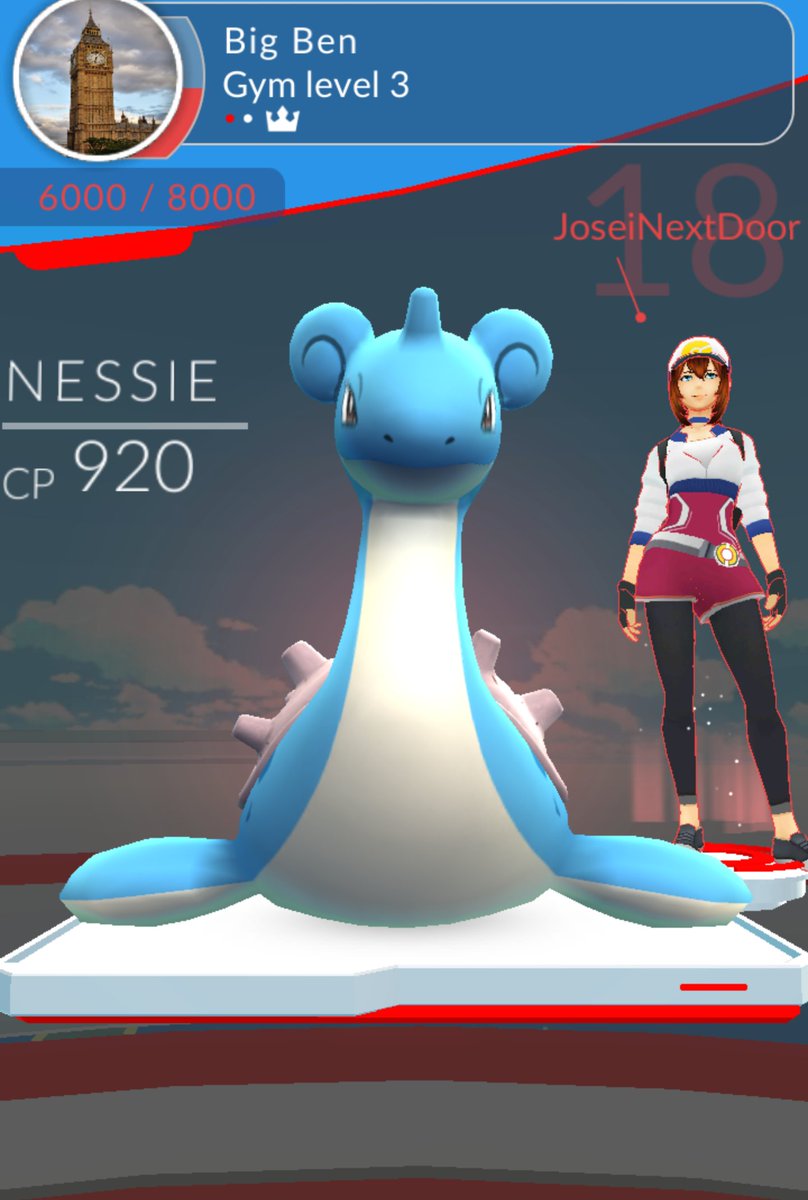 Big Ben
Gym level 3
6000 / 8000
18
JoseiNextDoor
NESSIE
CP 920